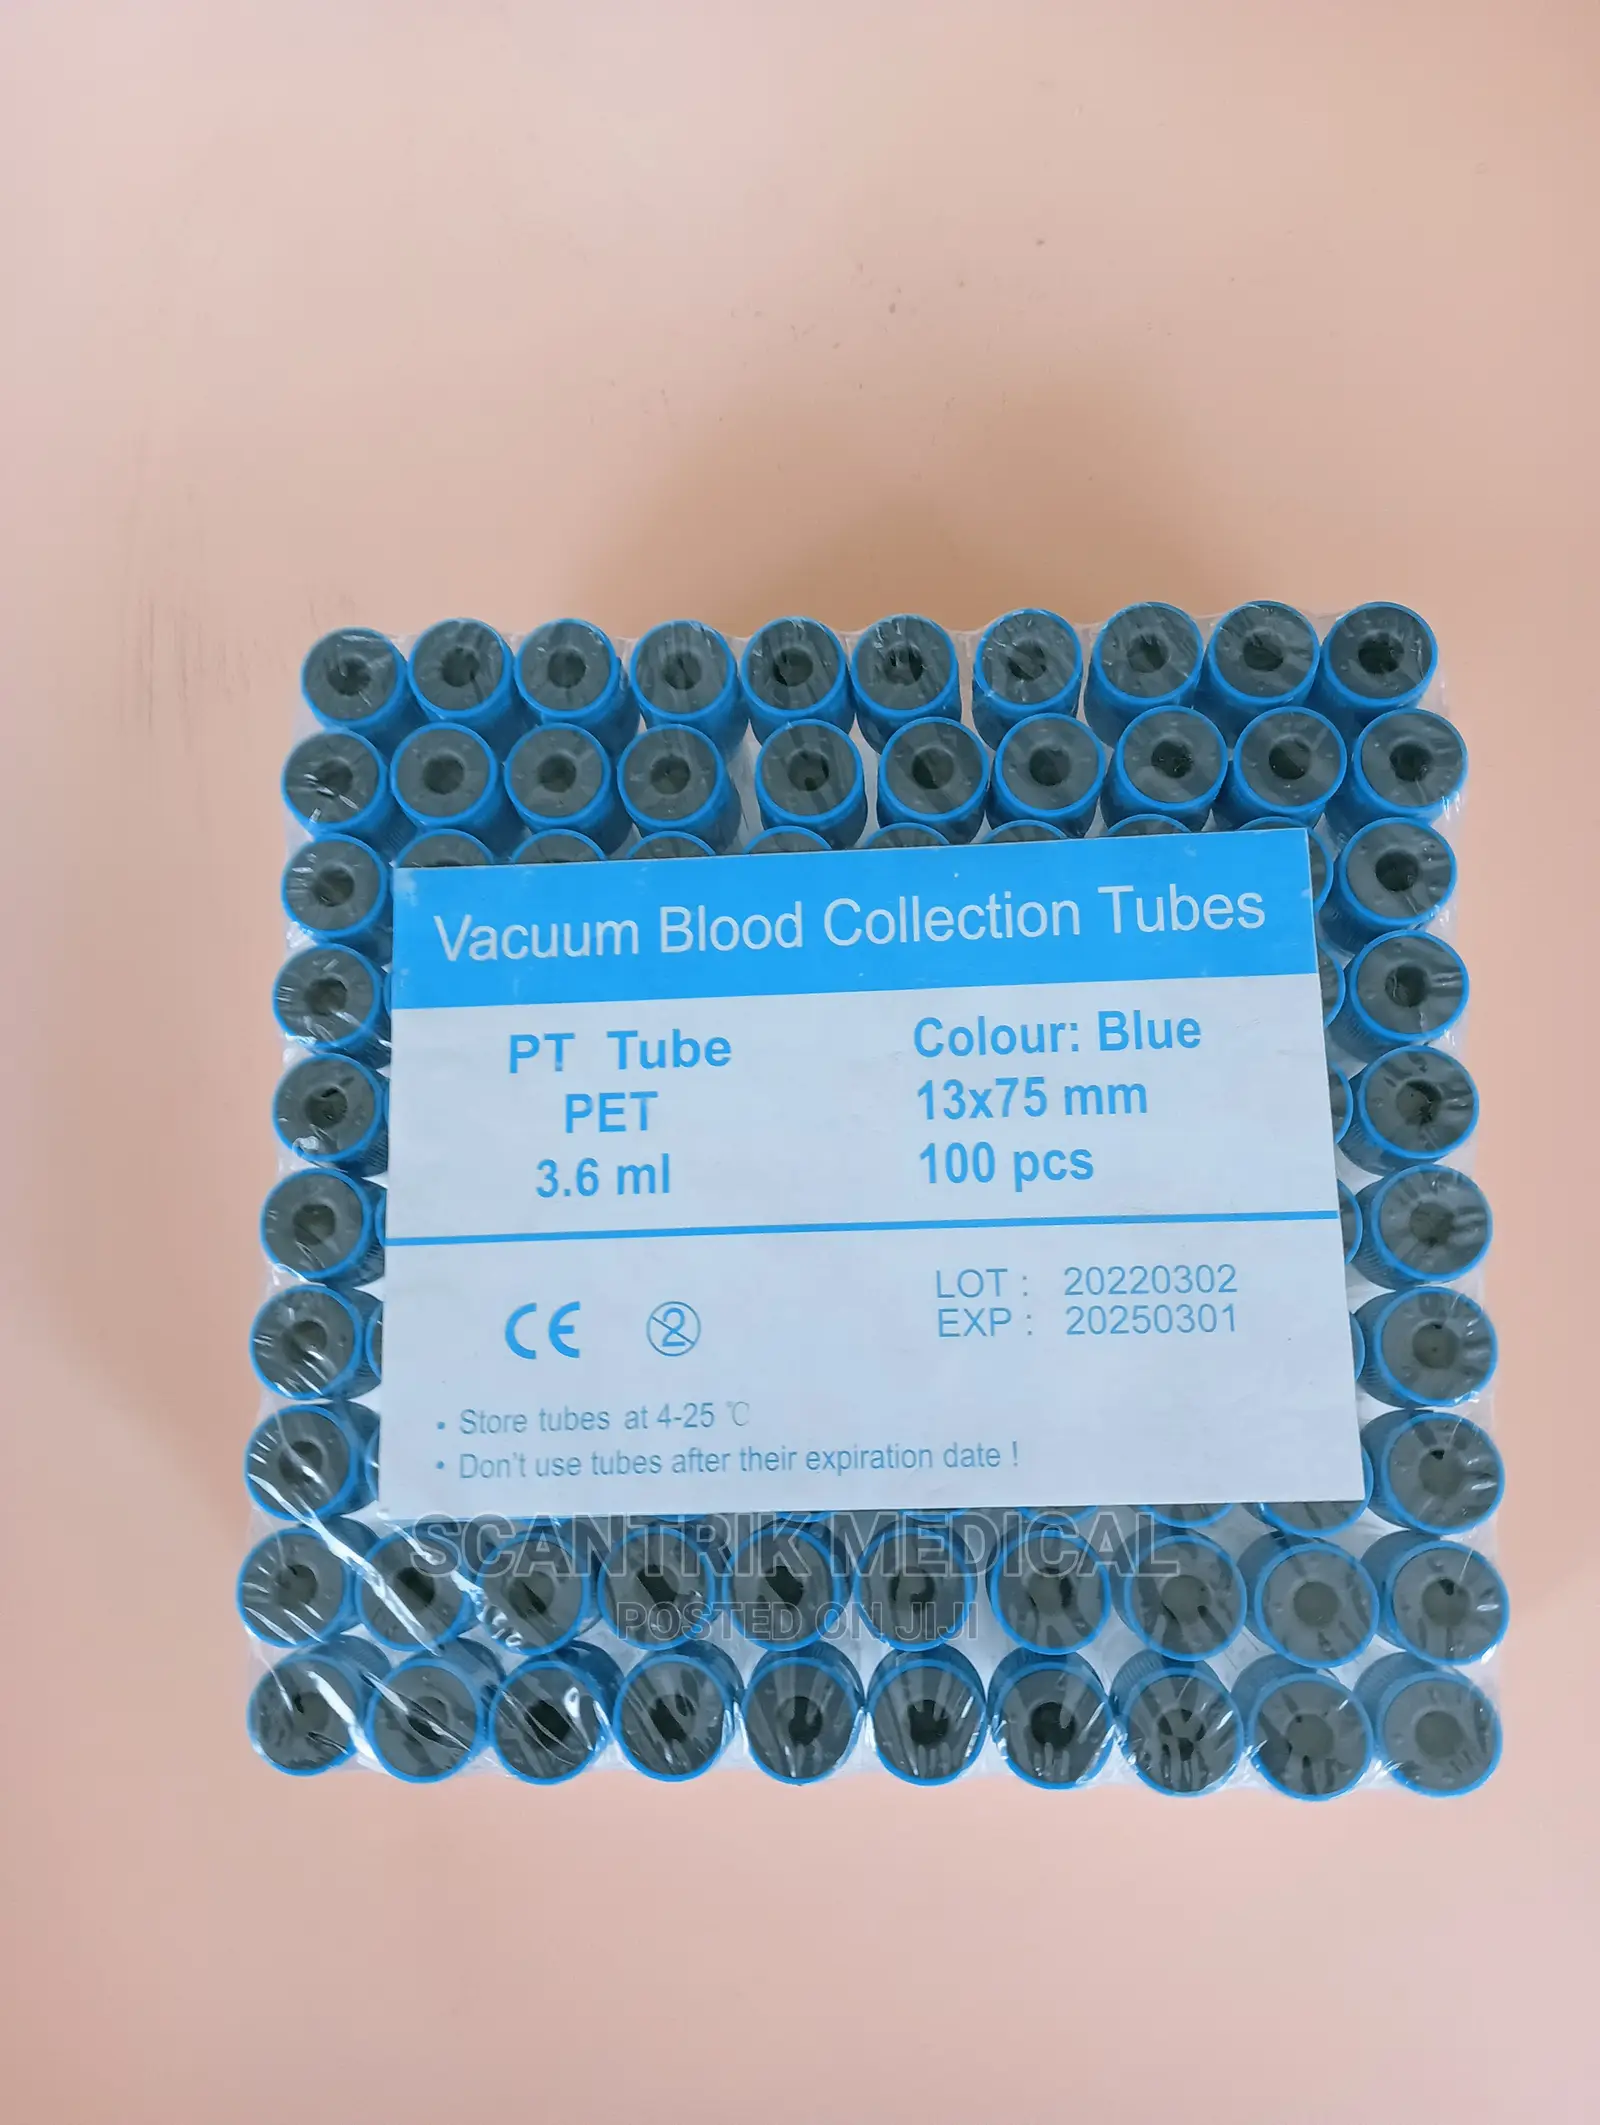 Vacuum Blood Collection Tubes
PT Tube
PET
3.6 ml
Colour: Blue
13x75 mm
100 pcs
CE
2
LOT : 20220302
EXP : 20250301
• Store tubes at 4-25 ℃
• Don't use tubes after their expiration date !
SCANTRIK MEDICAL
POSTED ON JIJI